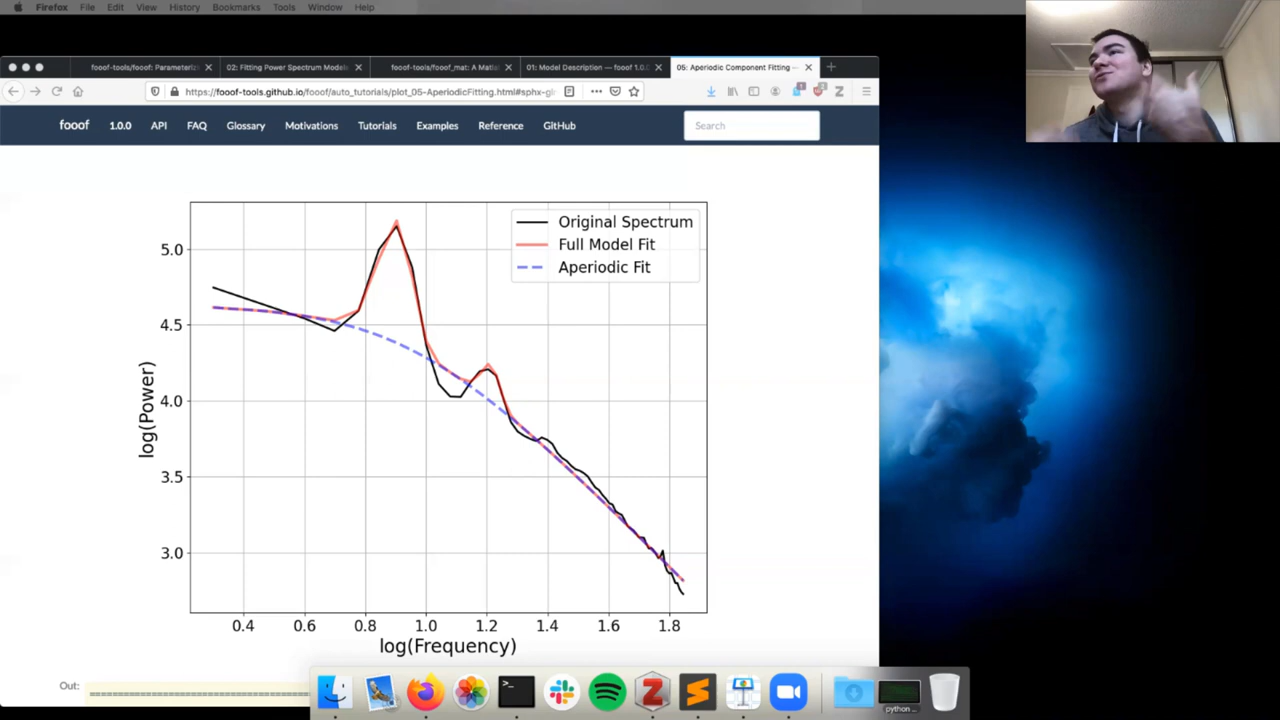 Firefox File Edit View History Bookmarks Tools Window Help
fooof-tools/fooof: Parameteriz
02: Fitting Power Spectrum Models
fooof-tools/fooof_mat: A Matla
01: Model Description — fooof 1.0.0
05: Aperiodic Component Fitting —
https://fooof-tools.github.io/fooof/auto_tutorials/plot_05-AperiodicFitting.html#sphx-gl
fooof 1.0.0 API FAQ Glossary Motivations Tutorials Examples Reference GitHub Search
Original Spectrum
Full Model Fit
Aperiodic Fit
5.0
4.5
4.0
3.5
3.0
log(Power)
0.4 0.6 0.8 1.0 1.2 1.4 1.6 1.8
log(Frequency)
Out:
==================================
python ...